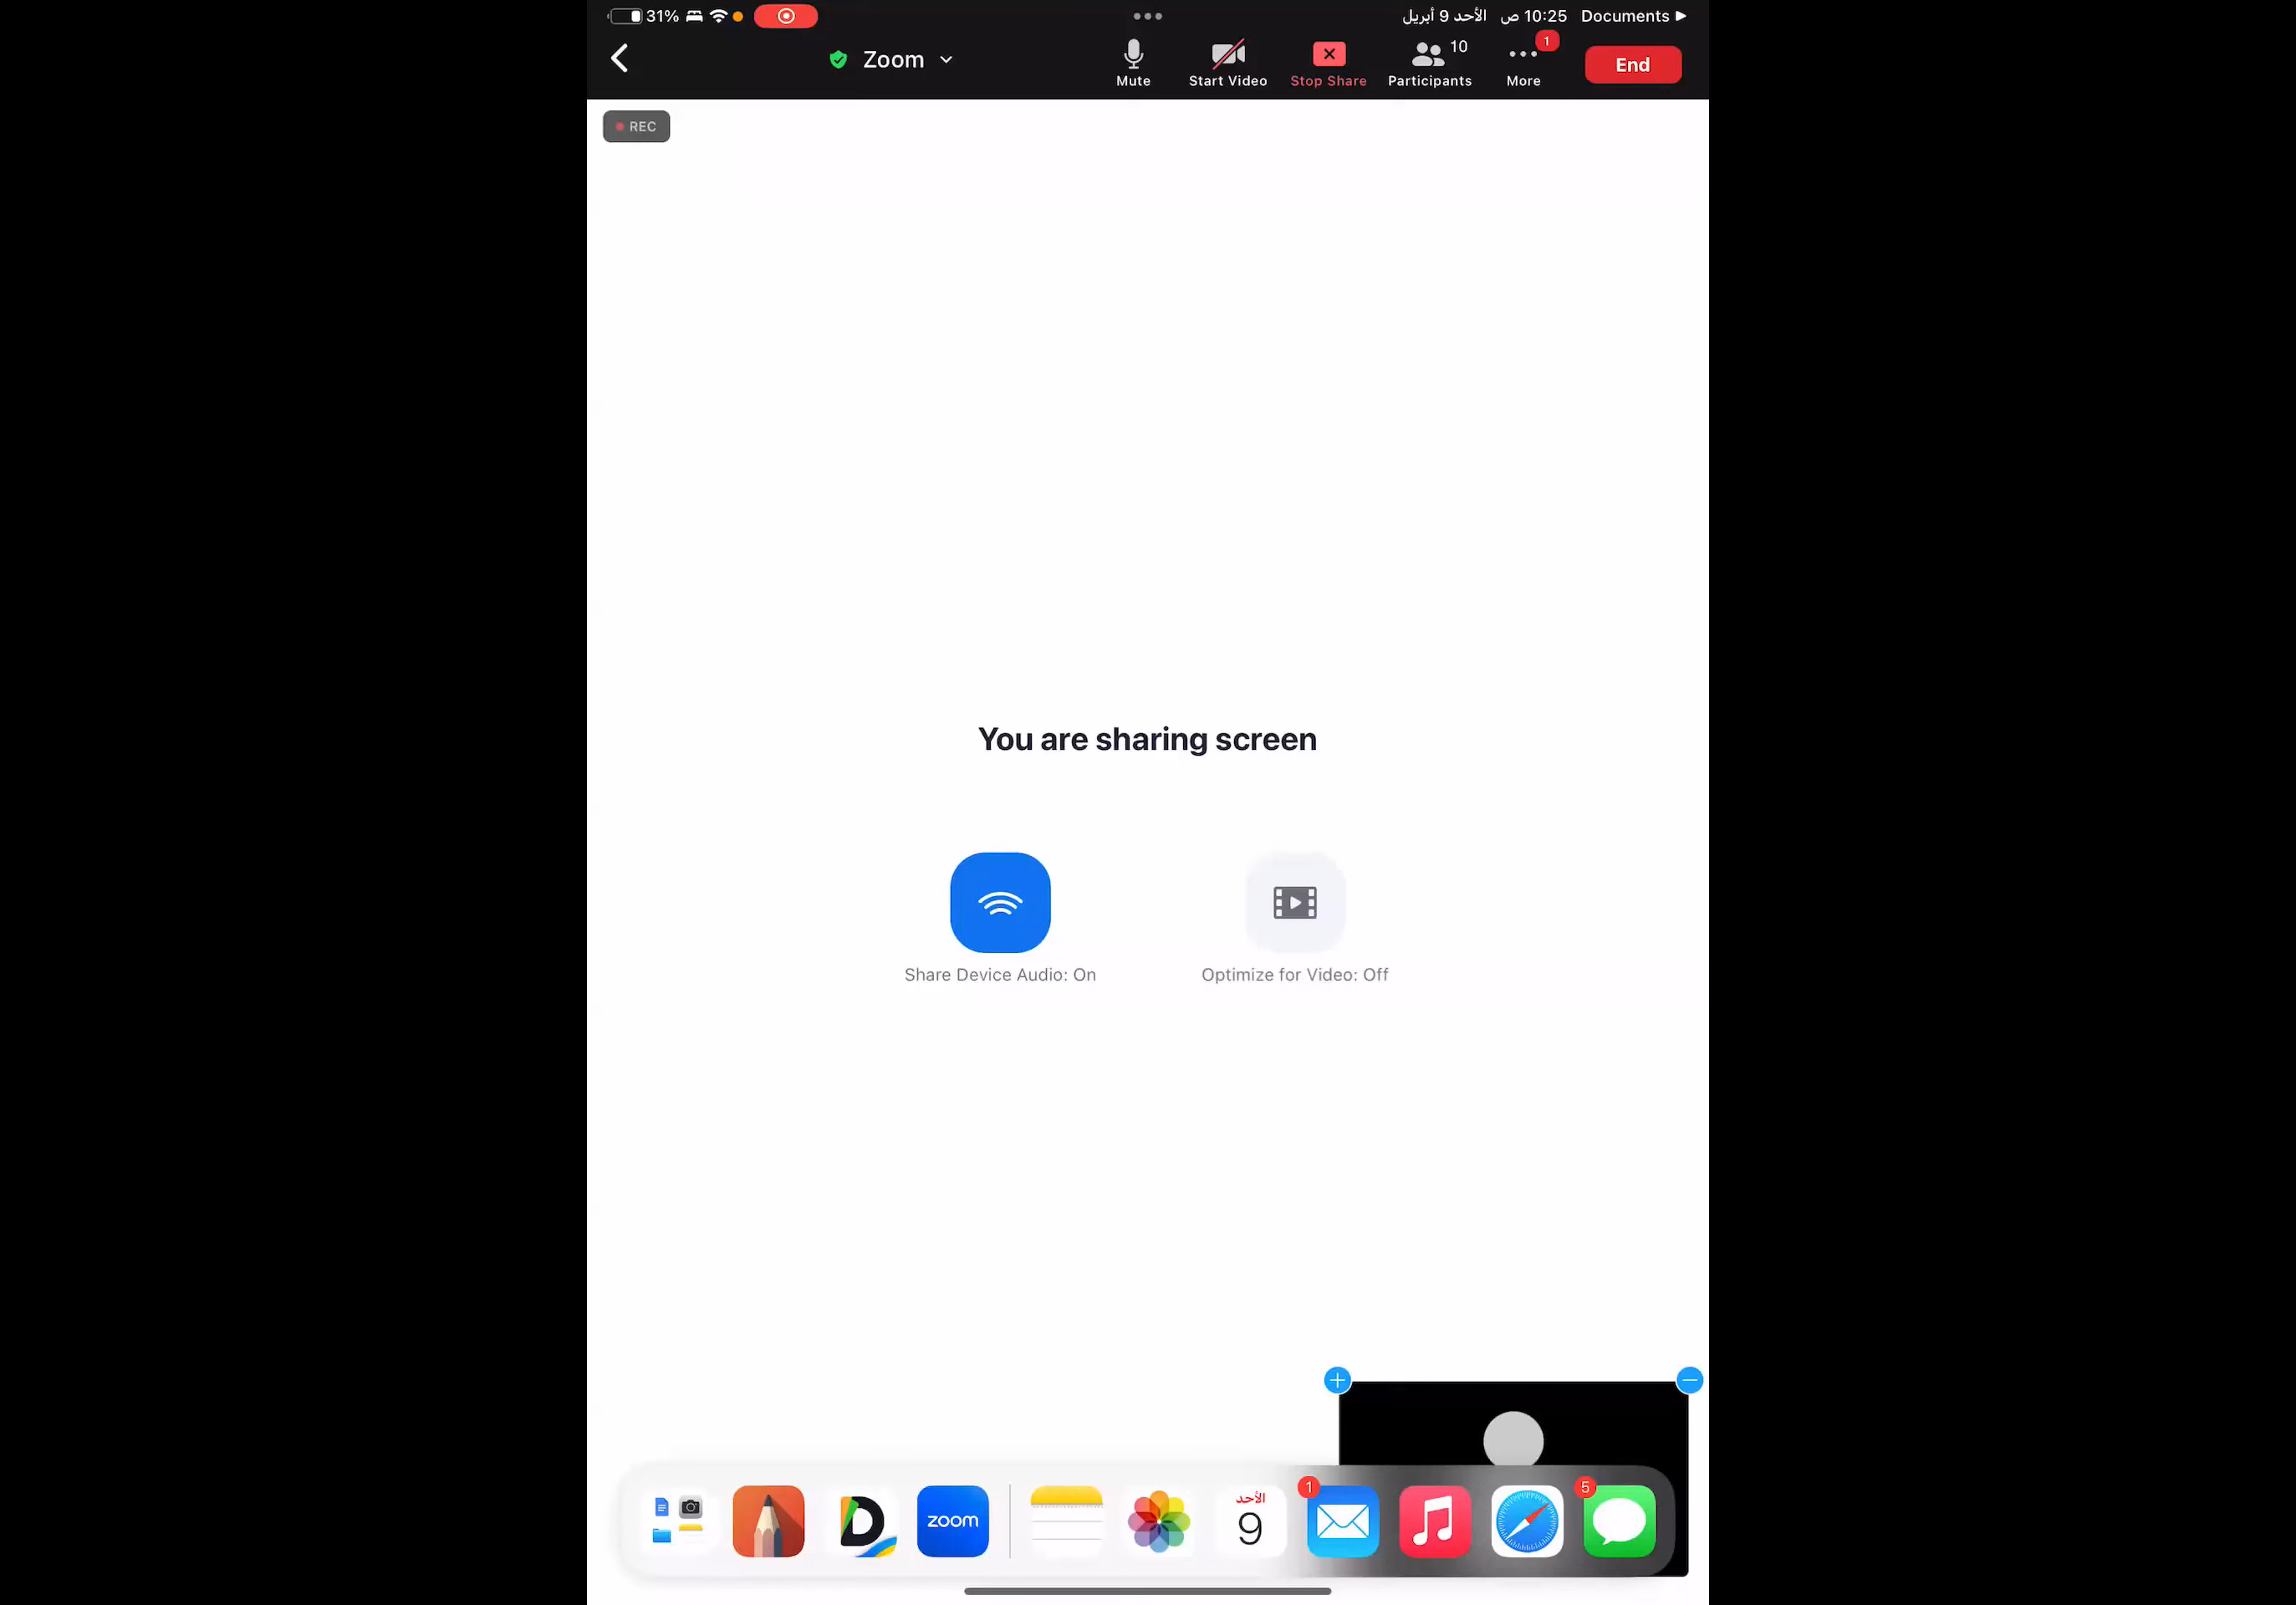 31% الأحد 9 أبريل 10:25 ص Documents
Zoom
Mute Start Video Stop Share 10 Participants 1 More End
REC
You are sharing screen
Share Device Audio: On Optimize for Video: Off
zoom الأحد 9 1 5